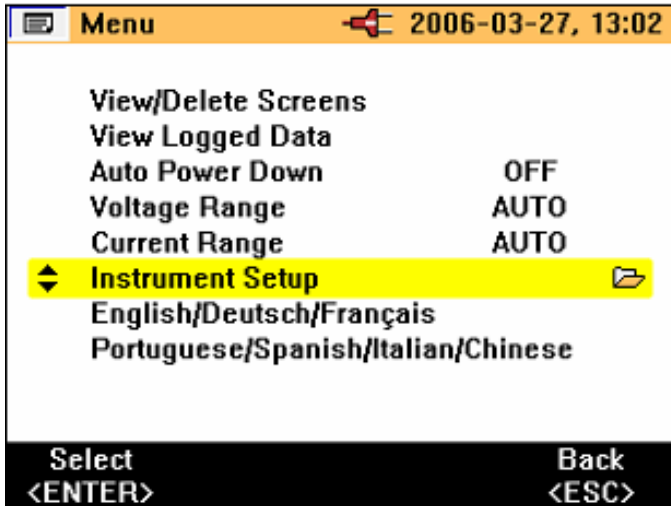 Menu 2006-03-27, 13:02
View/Delete Screens
View Logged Data
Auto Power Down OFF
Voltage Range AUTO
Current Range AUTO
Instrument Setup
English/Deutsch/Français
Portuguese/Spanish/Italian/Chinese
Select Back
<ENTER> <ESC>